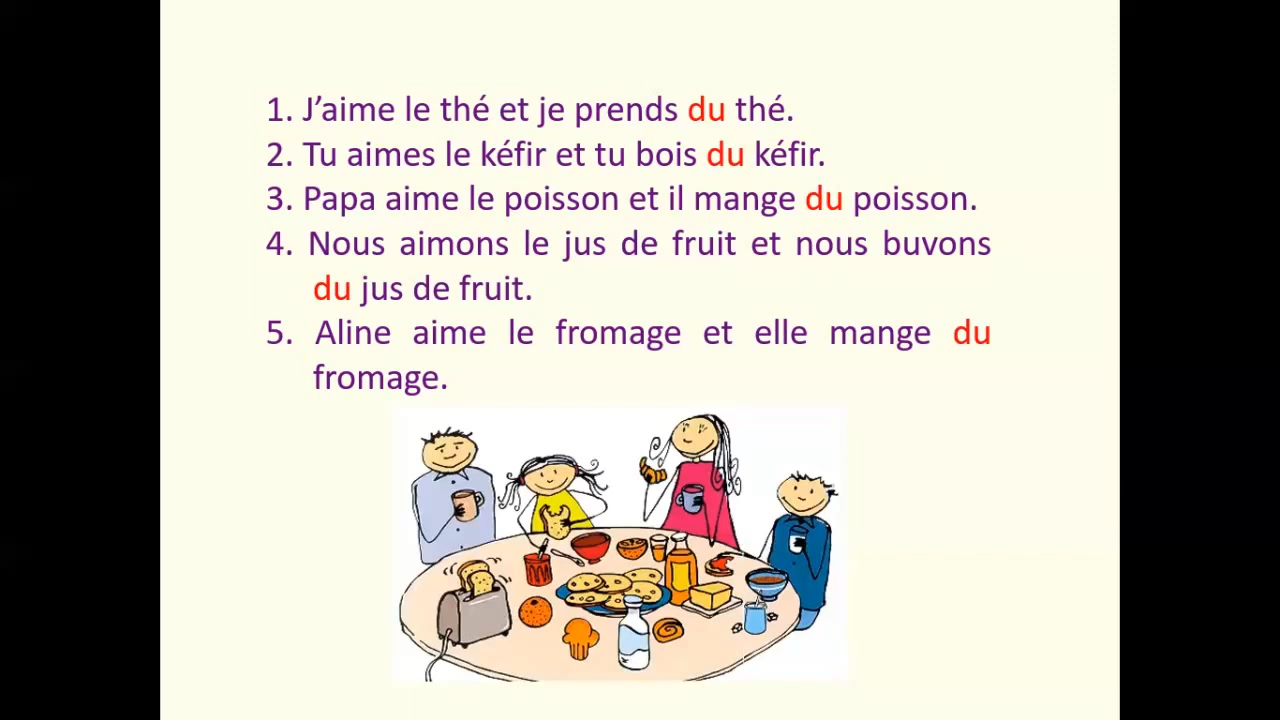 1. J’aime le thé et je prends du thé.
2. Tu aimes le kéfir et tu bois du kéfir.
3. Papa aime le poisson et il mange du poisson.
4. Nous aimons le jus de fruit et nous buvons
du jus de fruit.
5. Aline aime le fromage et elle mange du
fromage.